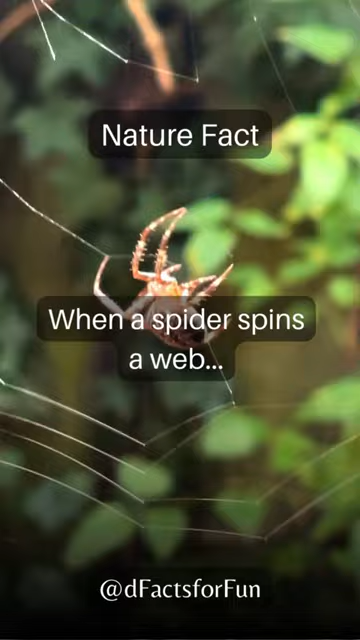 Nature Fact
When a spider spins
a web...
@dFactsforFun